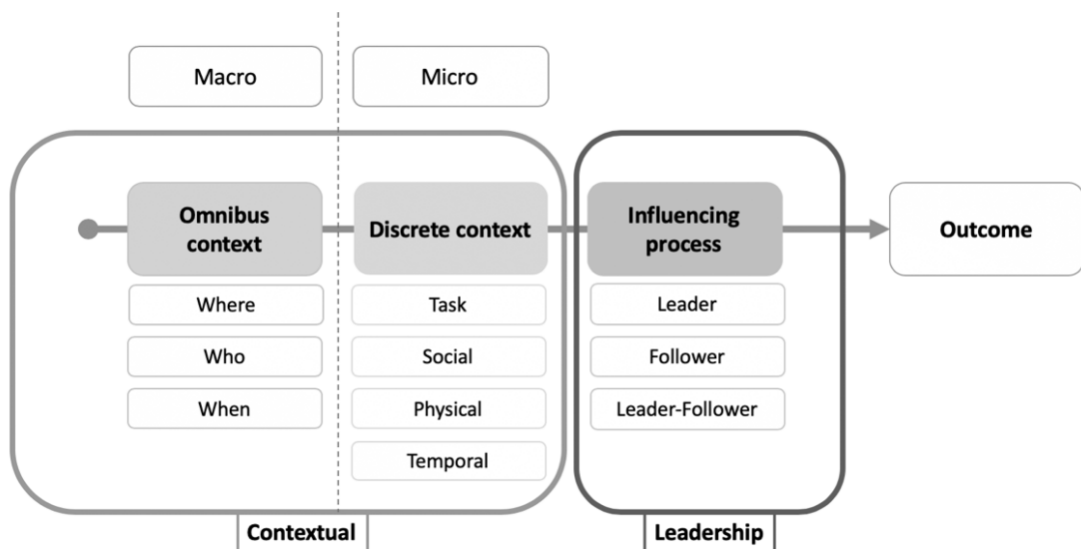 Macro
Micro
Omnibus
context
Discrete context
Influencing
process
Outcome
Where
Task
Leader
Who
Social
Follower
When
Physical
Leader-Follower
Temporal
Contextual
Leadership